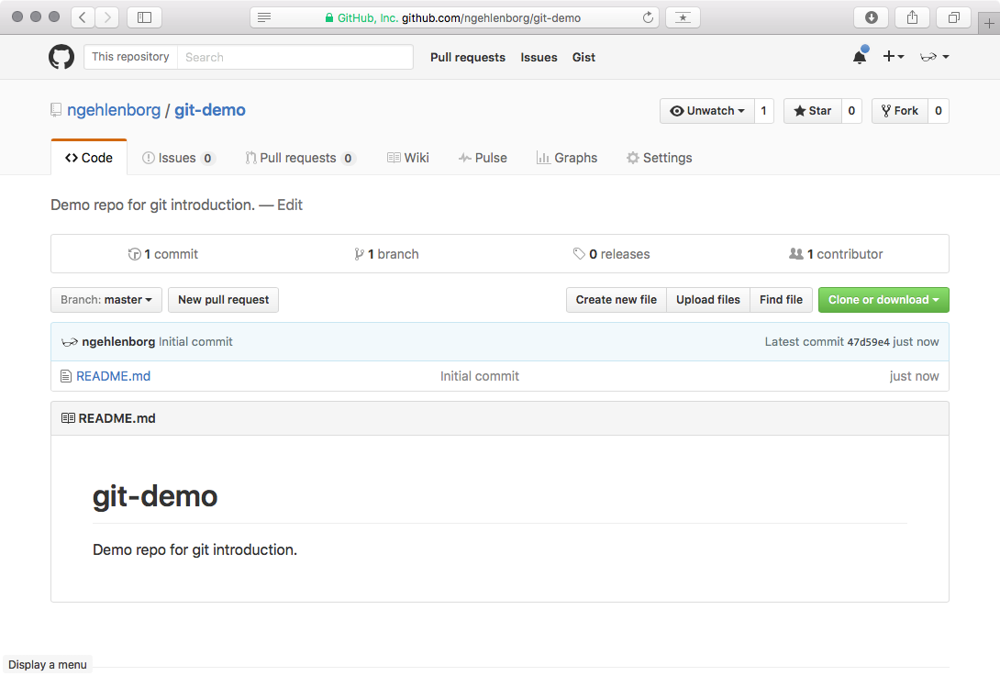 GitHub, Inc. github.com/ngehlenborg/git-demo
This repository Search Pull requests Issues Gist
ngehlenborg / git-demo Unwatch 1 Star 0 Fork 0
Code Issues 0 Pull requests 0 Wiki Pulse Graphs Settings
Demo repo for git introduction. — Edit
1 commit 1 branch 0 releases 1 contributor
Branch: master New pull request Create new file Upload files Find file Clone or download
ngehlenborg Initial commit Latest commit 47d59e4 just now
README.md Initial commit just now
README.md
git-demo
Demo repo for git introduction.
Display a menu